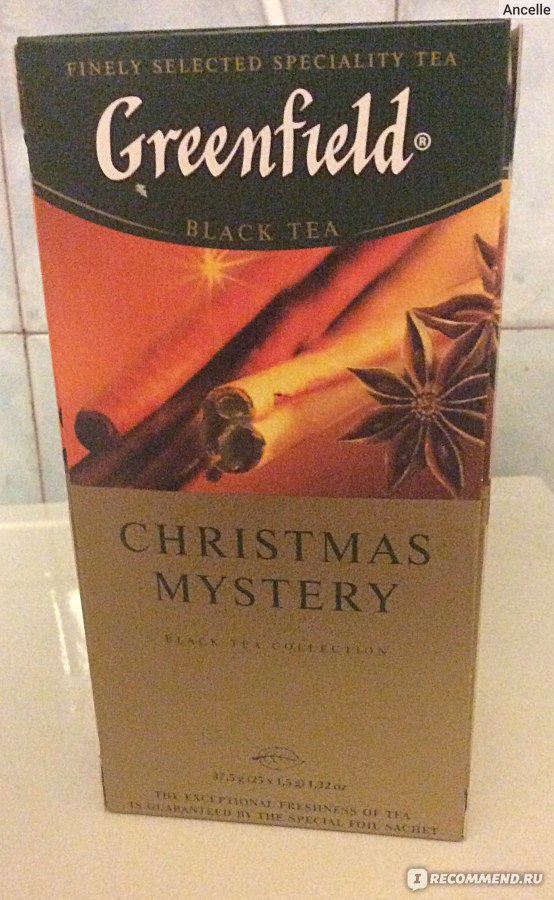 Ancelle
FINELY SELECTED SPECIALITY TEA
Greenfield®
BLACK TEA
CHRISTMAS
MYSTERY
BLACK TEA COLLECTION
37,5 g (25 x 1,5 g) 1,32 oz
THE EXCEPTIONAL FRESHNESS OF TEA
IS GUARANTEED BY THE SPECIAL FOIL SACHET
I RECOMMEND.RU